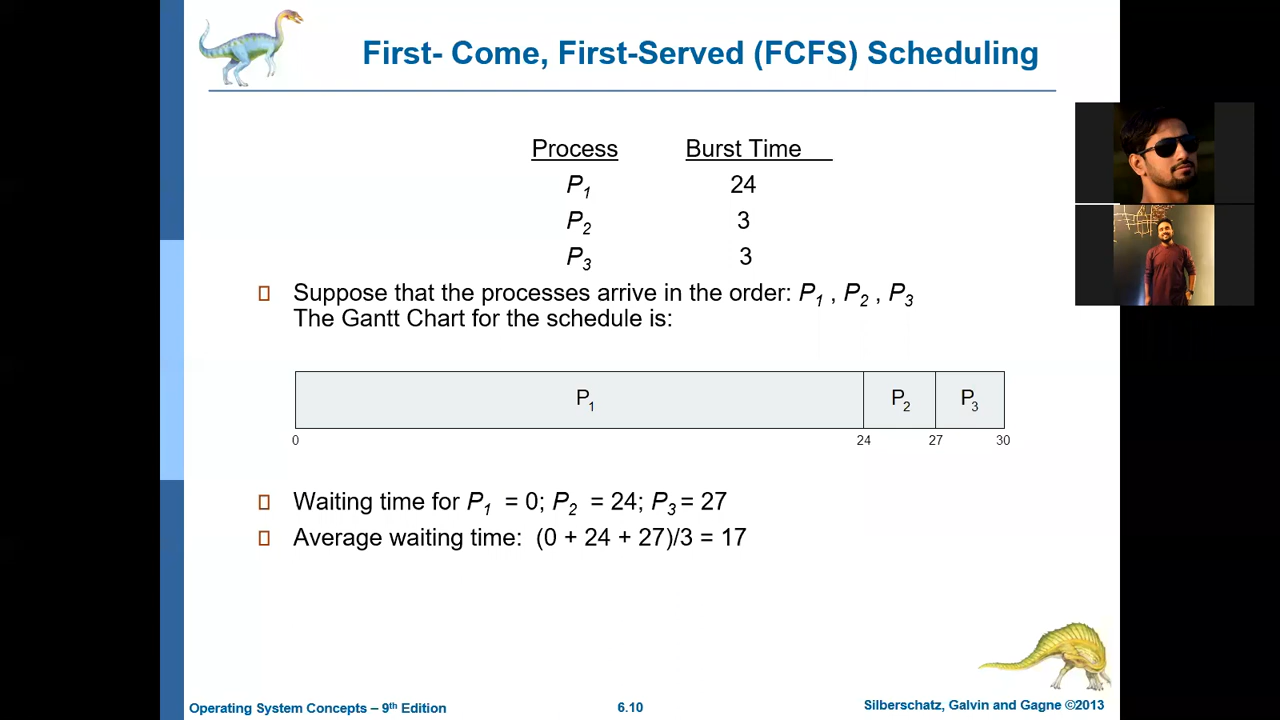 First- Come, First-Served (FCFS) Scheduling
Process Burst Time
P1 24
P2 3
P3 3
Suppose that the processes arrive in the order: P1 , P2 , P3
The Gantt Chart for the schedule is:
P1 P2 P3
0 24 27 30
Waiting time for P1 = 0; P2 = 24; P3 = 27
Average waiting time: (0 + 24 + 27)/3 = 17
Operating System Concepts – 9th Edition 6.10 Silberschatz, Galvin and Gagne ©2013